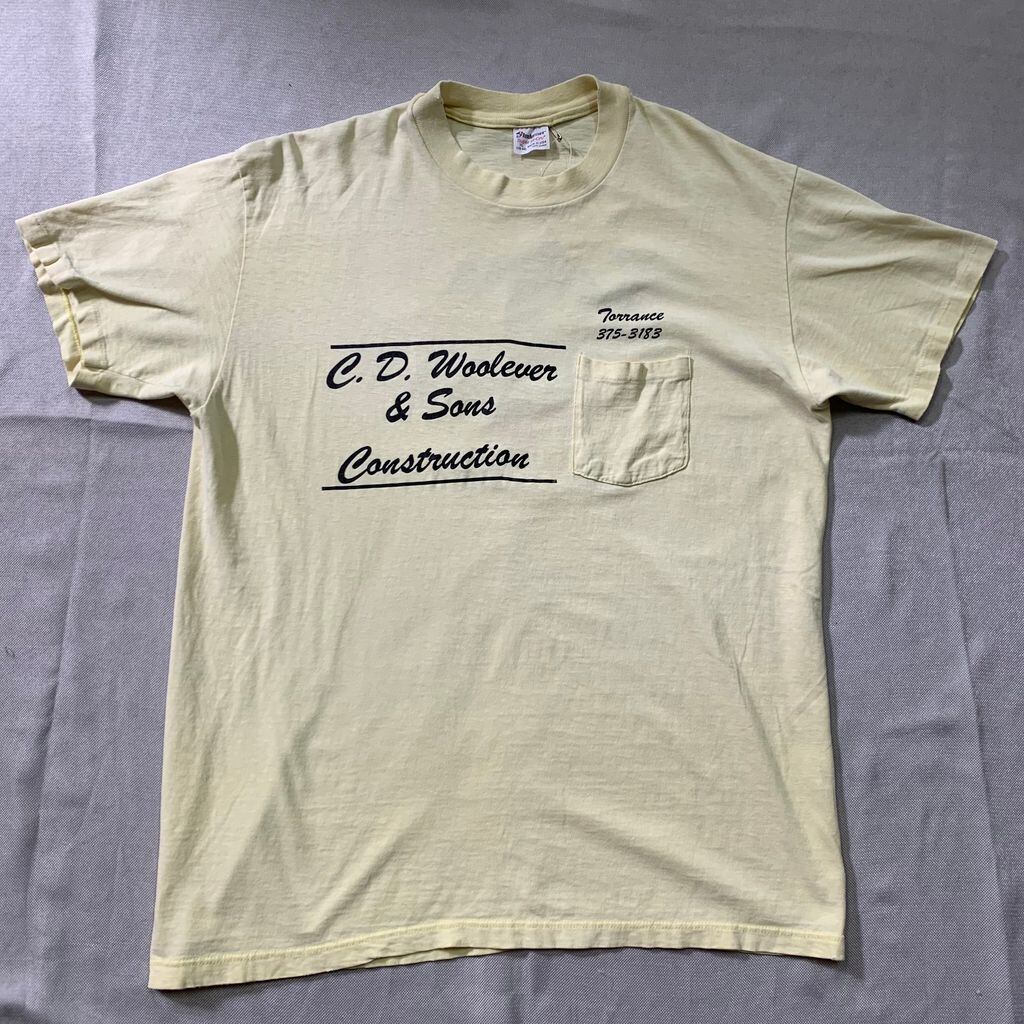 Torrance
375-3183
C. D. Woolever
& Sons
Construction